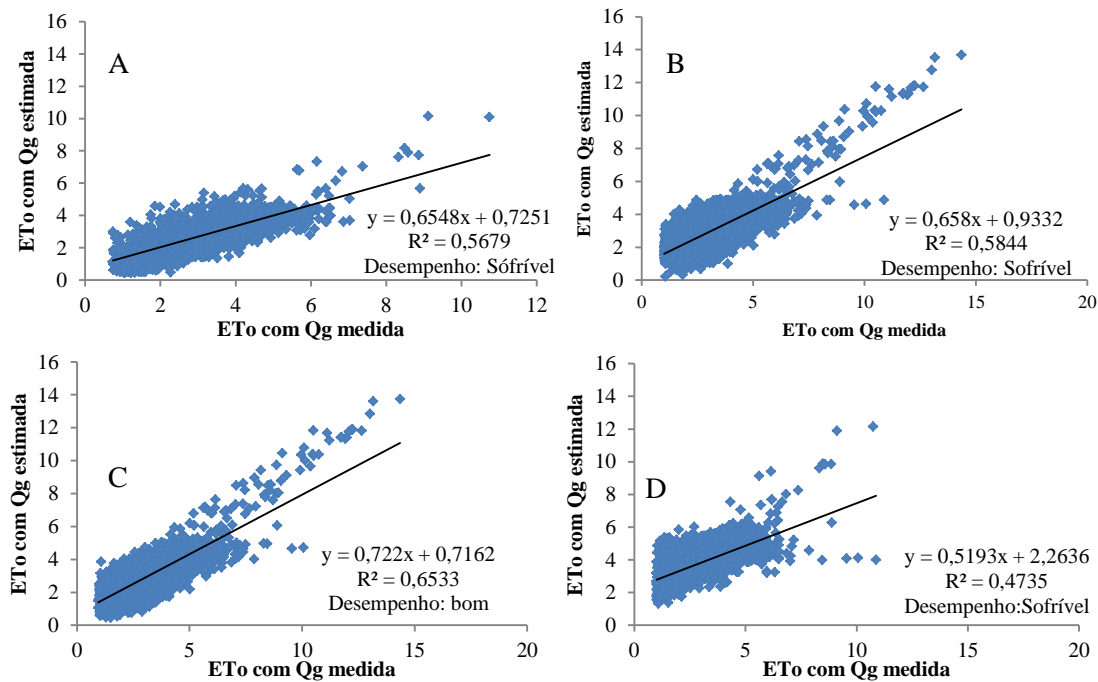 A
ETo com Qg estimada
16
14
12
10
8
6
4
2
0
y = 0,6548x + 0,7251
R² = 0,5679
Desempenho: Sófrível
0 2 4 6 8 10 12
ETo com Qg medida
B
ETo com Qg estimada
16
14
12
10
8
6
4
2
0
y = 0,658x + 0,9332
R² = 0,5844
Desempenho: Sofrível
0 5 10 15 20
ETo com Qg medida
C
ETo com Qg estimada
16
14
12
10
8
6
4
2
0
y = 0,722x + 0,7162
R² = 0,6533
Desempenho: bom
0 5 10 15 20
ETo com Qg medida
D
ETo com Qg estimada
16
14
12
10
8
6
4
2
0
y = 0,5193x + 2,2636
R² = 0,4735
Desempenho:Sofrível
0 5 10 15 20
ETo com Qg medida